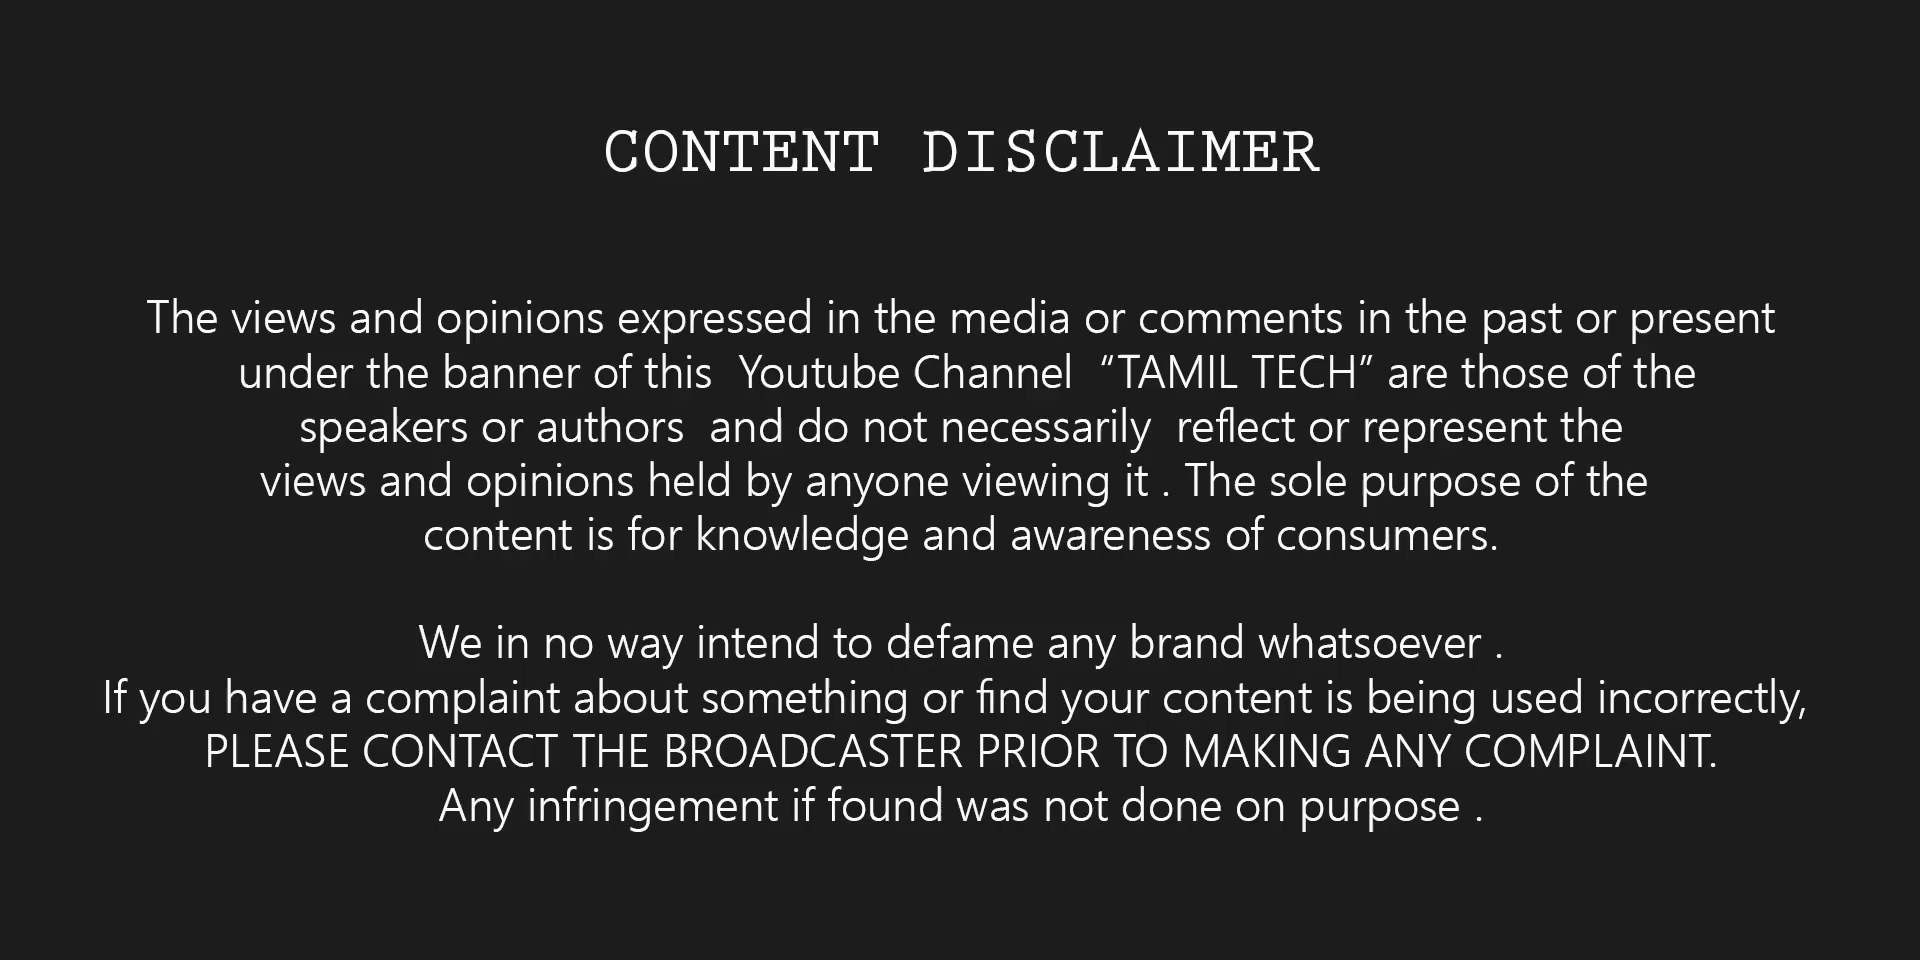 CONTENT DISCLAIMER
The views and opinions expressed in the media or comments in the past or present
under the banner of this  Youtube Channel  “TAMIL TECH” are those of the
speakers or authors  and do not necessarily  reflect or represent the
views and opinions held by anyone viewing it . The sole purpose of the
content is for knowledge and awareness of consumers.
We in no way intend to defame any brand whatsoever .
If you have a complaint about something or find your content is being used incorrectly,
PLEASE CONTACT THE BROADCASTER PRIOR TO MAKING ANY COMPLAINT.
Any infringement if found was not done on purpose .